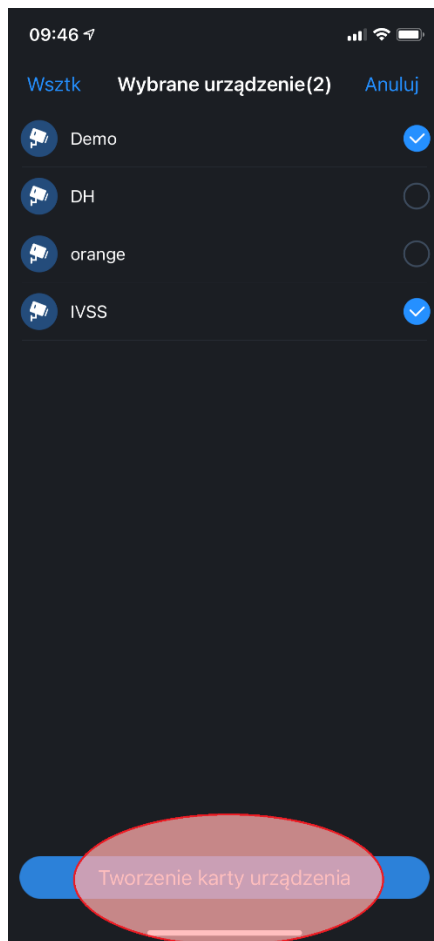 09:46
Wsztk Wybrane urządzenie(2) Anuluj
Demo
DH
orange
IVSS
Tworzenie karty urządzenia